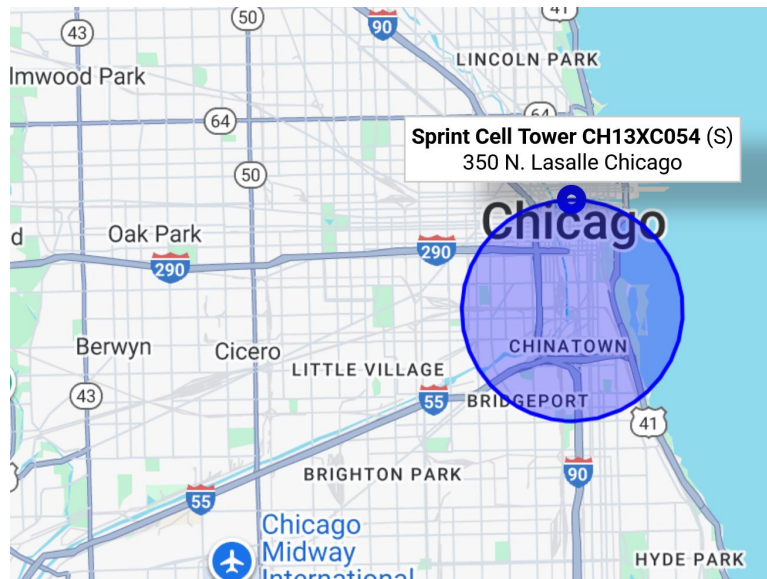 43
50
90
41
LINCOLN PARK
lmwood Park
64
64
Sprint Cell Tower CH13XC054 (S)
350 N. Lasalle Chicago
50
Chicago
d
Oak Park
290
290
Berwyn
Cicero
CHINATOWN
LITTLE VILLAGE
43
55
BRIDGEPORT
41
BRIGHTON PARK
90
55
Chicago
Midway
International
HYDE PARK